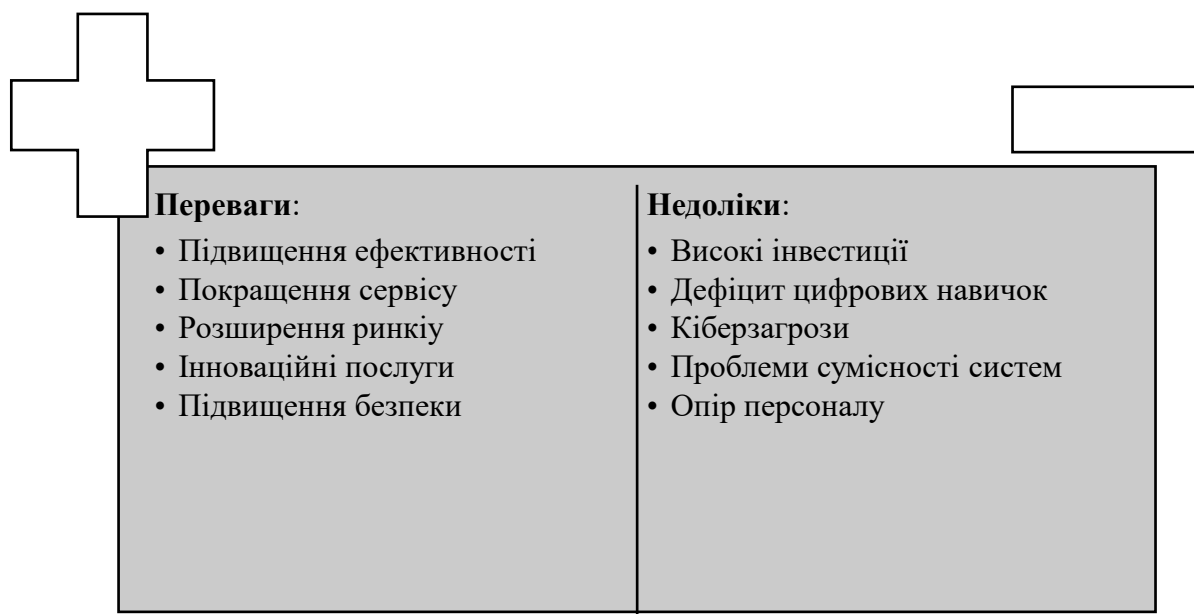 Переваги:
• Підвищення ефективності
• Покращення сервісу
• Розширення ринкіу
• Інноваційні послуги
• Підвищення безпеки
Недоліки:
• Високі інвестиції
• Дефіцит цифрових навичок
• Кіберзагрози
• Проблеми сумісності систем
• Опір персоналу